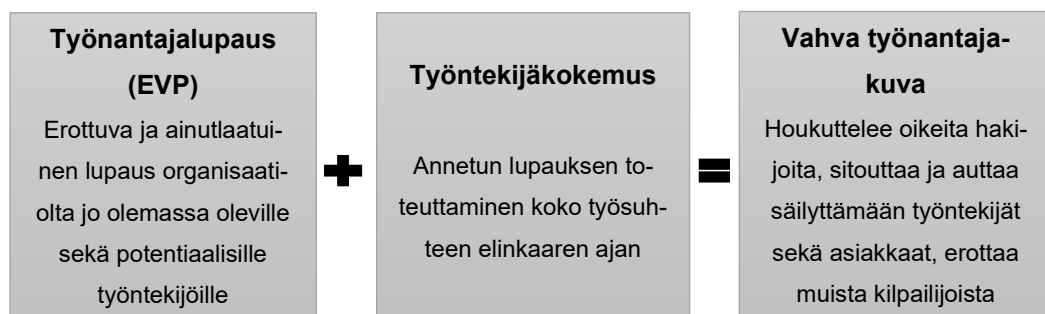 Työnantajalupaus
(EVP)
Erottuva ja ainutlaatui-
nen lupaus organisaati-
olta jo olemassa oleville
sekä potentiaalisille
työntekijöille
Työntekijäkokemus
Annetun lupauksen to-
teuttaminen koko työsuh-
teen elinkaaren ajan
Vahva työnantaja-
kuva
Houkuttelee oikeita haki-
joita, sitouttaa ja auttaa
säilyttämään työntekijät
sekä asiakkaat, erottaa
muista kilpailijoista